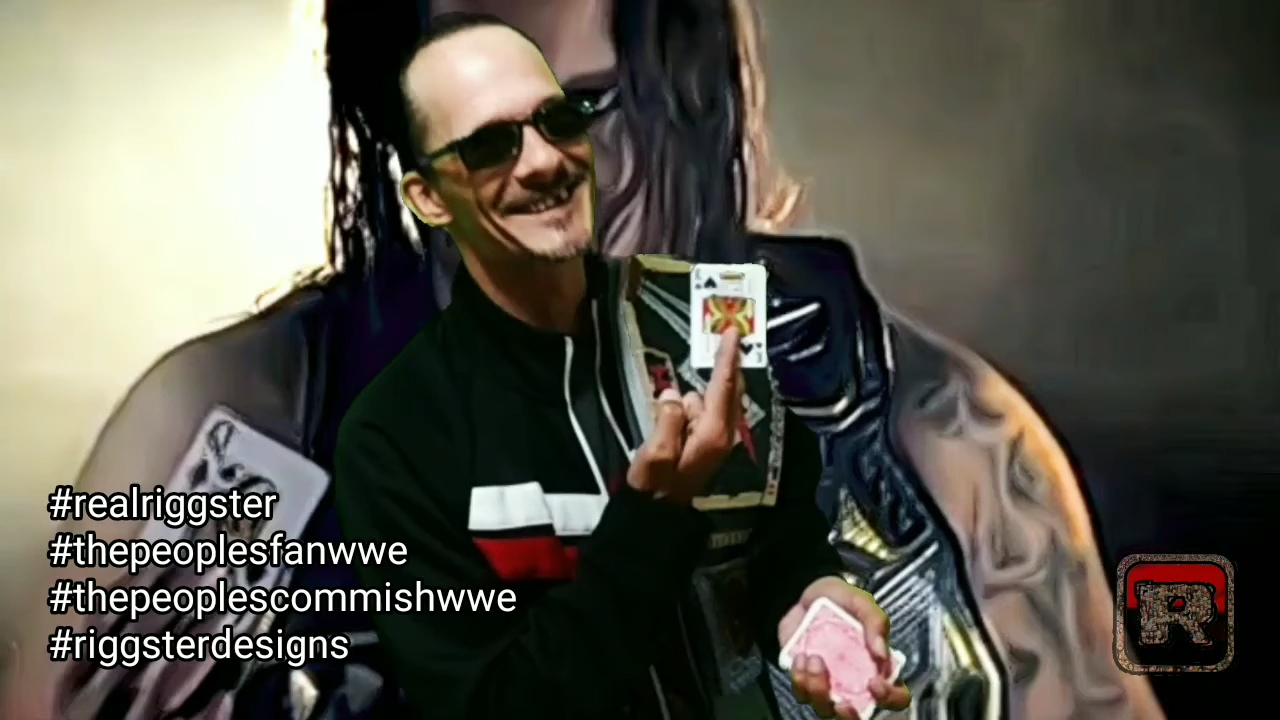 #realriggster
#thepeoplesfanwwe
#thepeoplescommishwwe
#riggsterdesigns
R